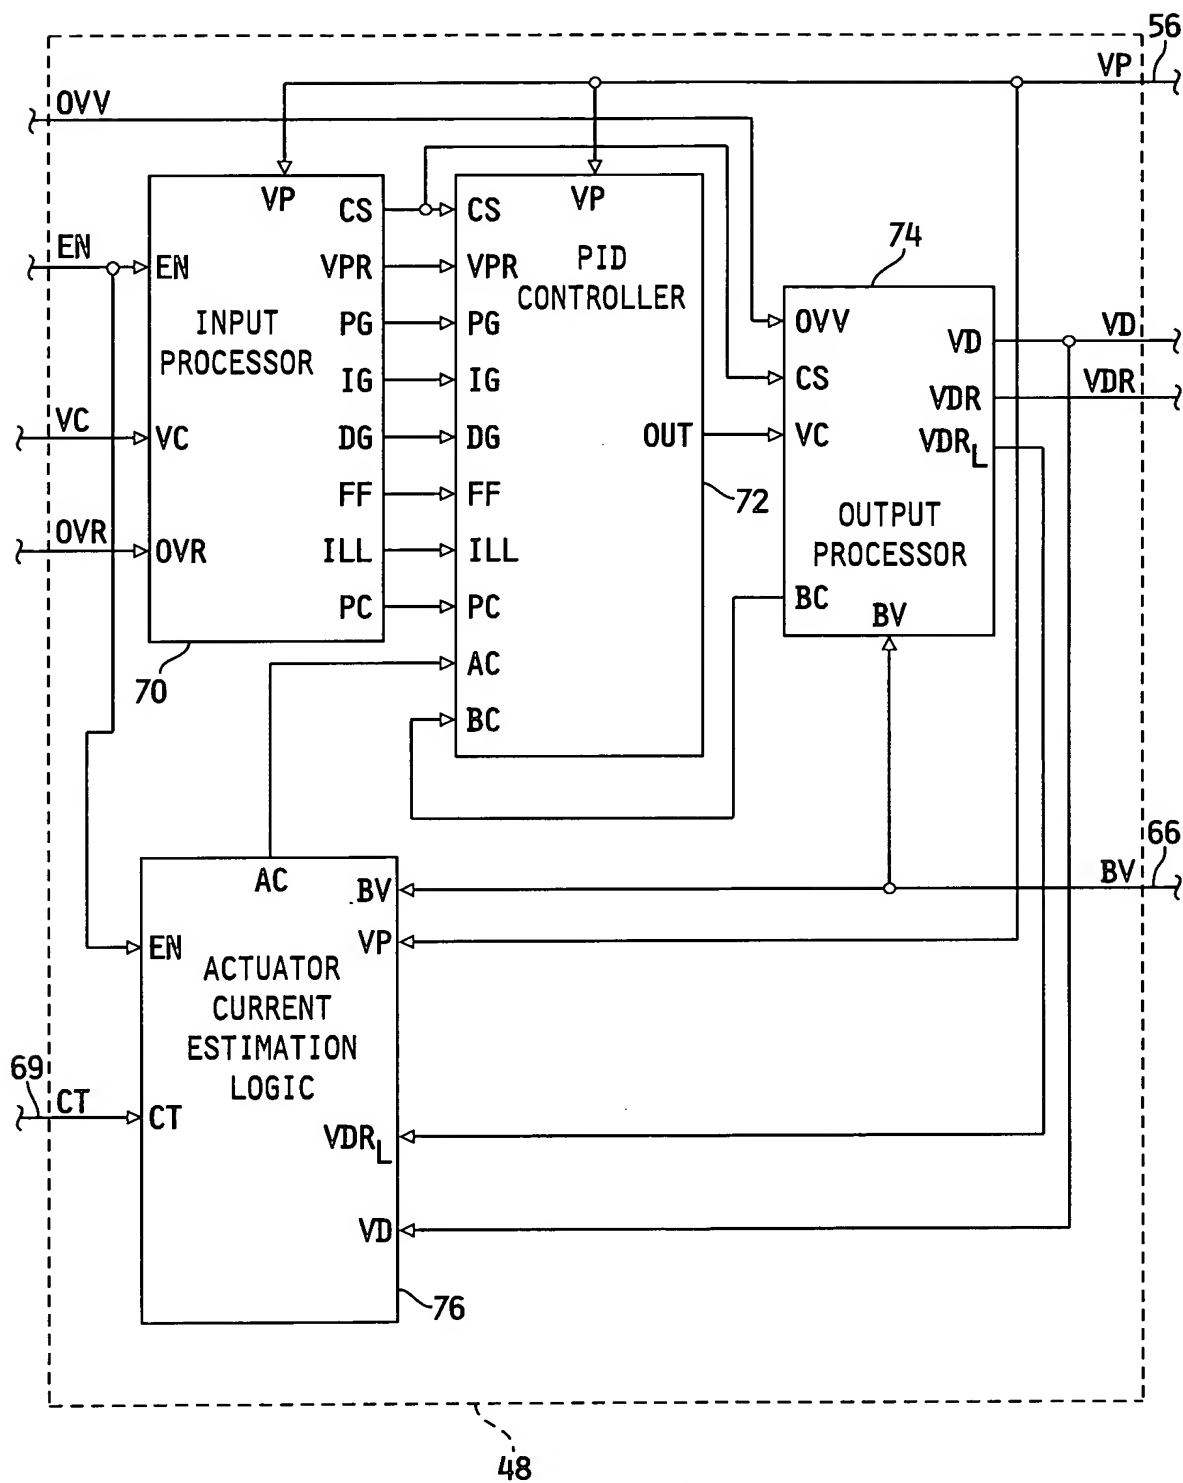 56
VP
OVV
VP
CS
CS
VP
EN
EN
VPR
VPR
PID
CONTROLLER
74
INPUT
PROCESSOR
PG
PG
OVV
VD
VD
IG
IG
CS
VDR
VDR
VC
VC
DG
DG
OUT
VC
VDRL
FF
FF
72
OUTPUT
PROCESSOR
OVR
OVR
ILL
ILL
PC
PC
BC
BV
70
AC
BC
66
AC
BV
BV
EN
VP
ACTUATOR
CURRENT
ESTIMATION
LOGIC
69
CT
CT
VDRL
VD
76
48